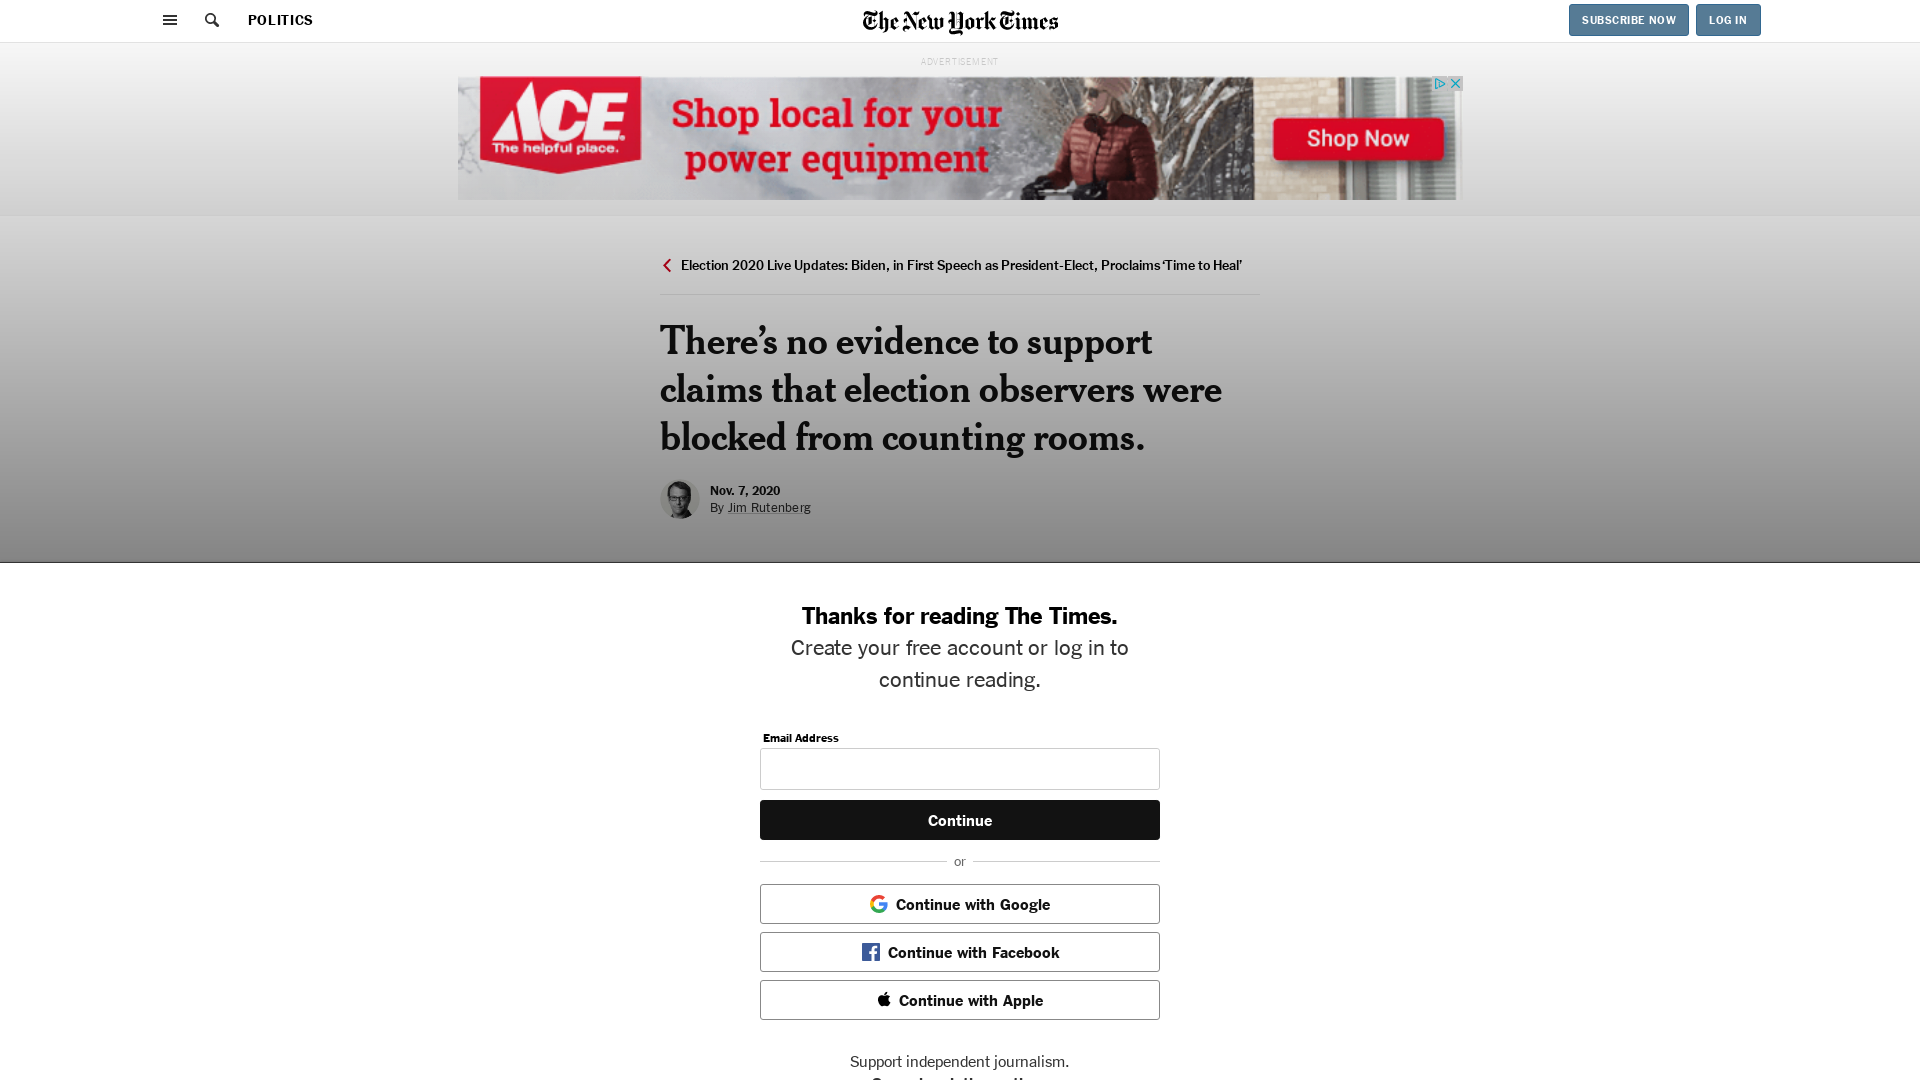 POLITICS
The New York Times
SUBSCRIBE NOW
LOG IN
ADVERTISEMENT
ACE
The helpful place.
Shop local for your
power equipment
Shop Now
Election 2020 Live Updates: Biden, in First Speech as President-Elect, Proclaims ‘Time to Heal’
There’s no evidence to support
claims that election observers were
blocked from counting rooms.
Nov. 7, 2020
By Jim Rutenberg
Thanks for reading The Times.
Create your free account or log in to
continue reading.
Email Address
Continue
or
Continue with Google
Continue with Facebook
Continue with Apple
Support independent journalism.